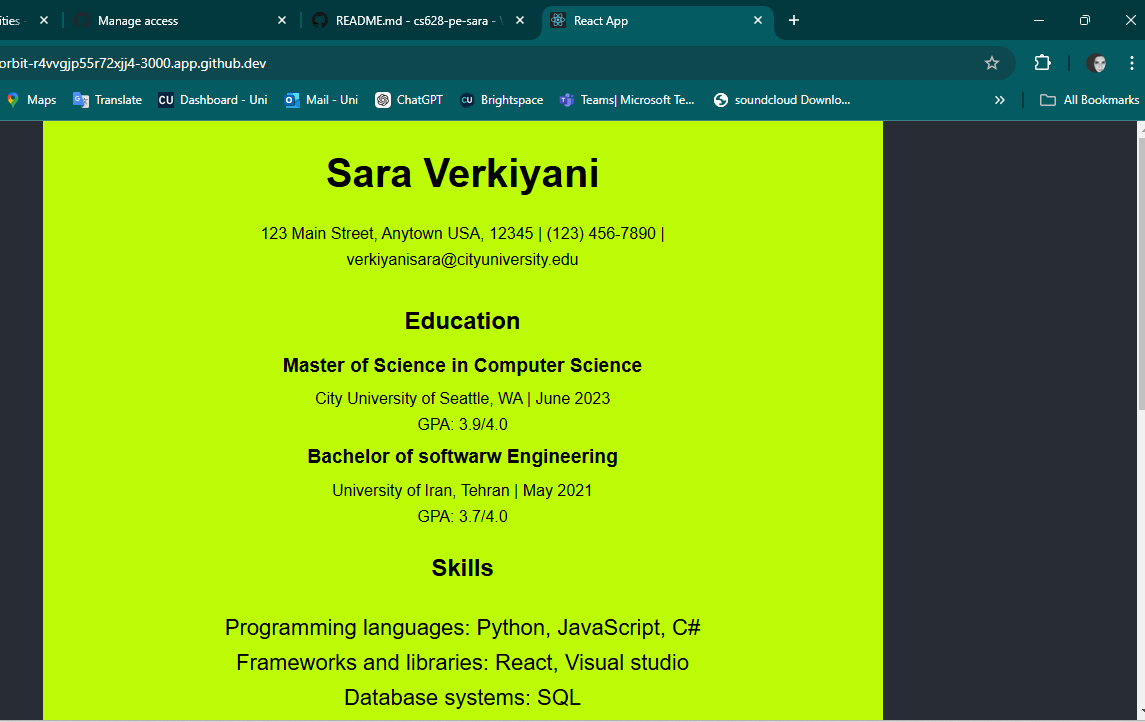 ities -
Manage access
README.md - cs628-pe-sara -
React App
orbit-r4vvgjp55r72xjj4-3000.app.github.dev
Maps
Translate
CU Dashboard - Uni
Mail - Uni
ChatGPT
CU Brightspace
Teams| Microsoft Te...
soundcloud Downlo...
All Bookmarks
Sara Verkiyani
123 Main Street, Anytown USA, 12345 | (123) 456-7890 |
verkiyanisara@cityuniversity.edu
Education
Master of Science in Computer Science
City University of Seattle, WA | June 2023
GPA: 3.9/4.0
Bachelor of softwarw Engineering
University of Iran, Tehran | May 2021
GPA: 3.7/4.0
Skills
Programming languages: Python, JavaScript, C#
Frameworks and libraries: React, Visual studio
Database systems: SQL